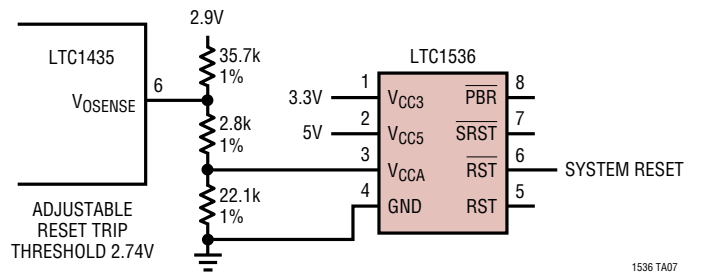 2.9V
LTC1435
35.7k
1%
6
VOSENSE
2.8k
1%
22.1k
1%
ADJUSTABLE
RESET TRIP
THRESHOLD 2.74V
LTC1536
3.3V 1 VCC3 PBR 8
5V 2 VCC5 SRST 7
3 VCCA RST 6 SYSTEM RESET
4 GND RST 5
1536 TA07